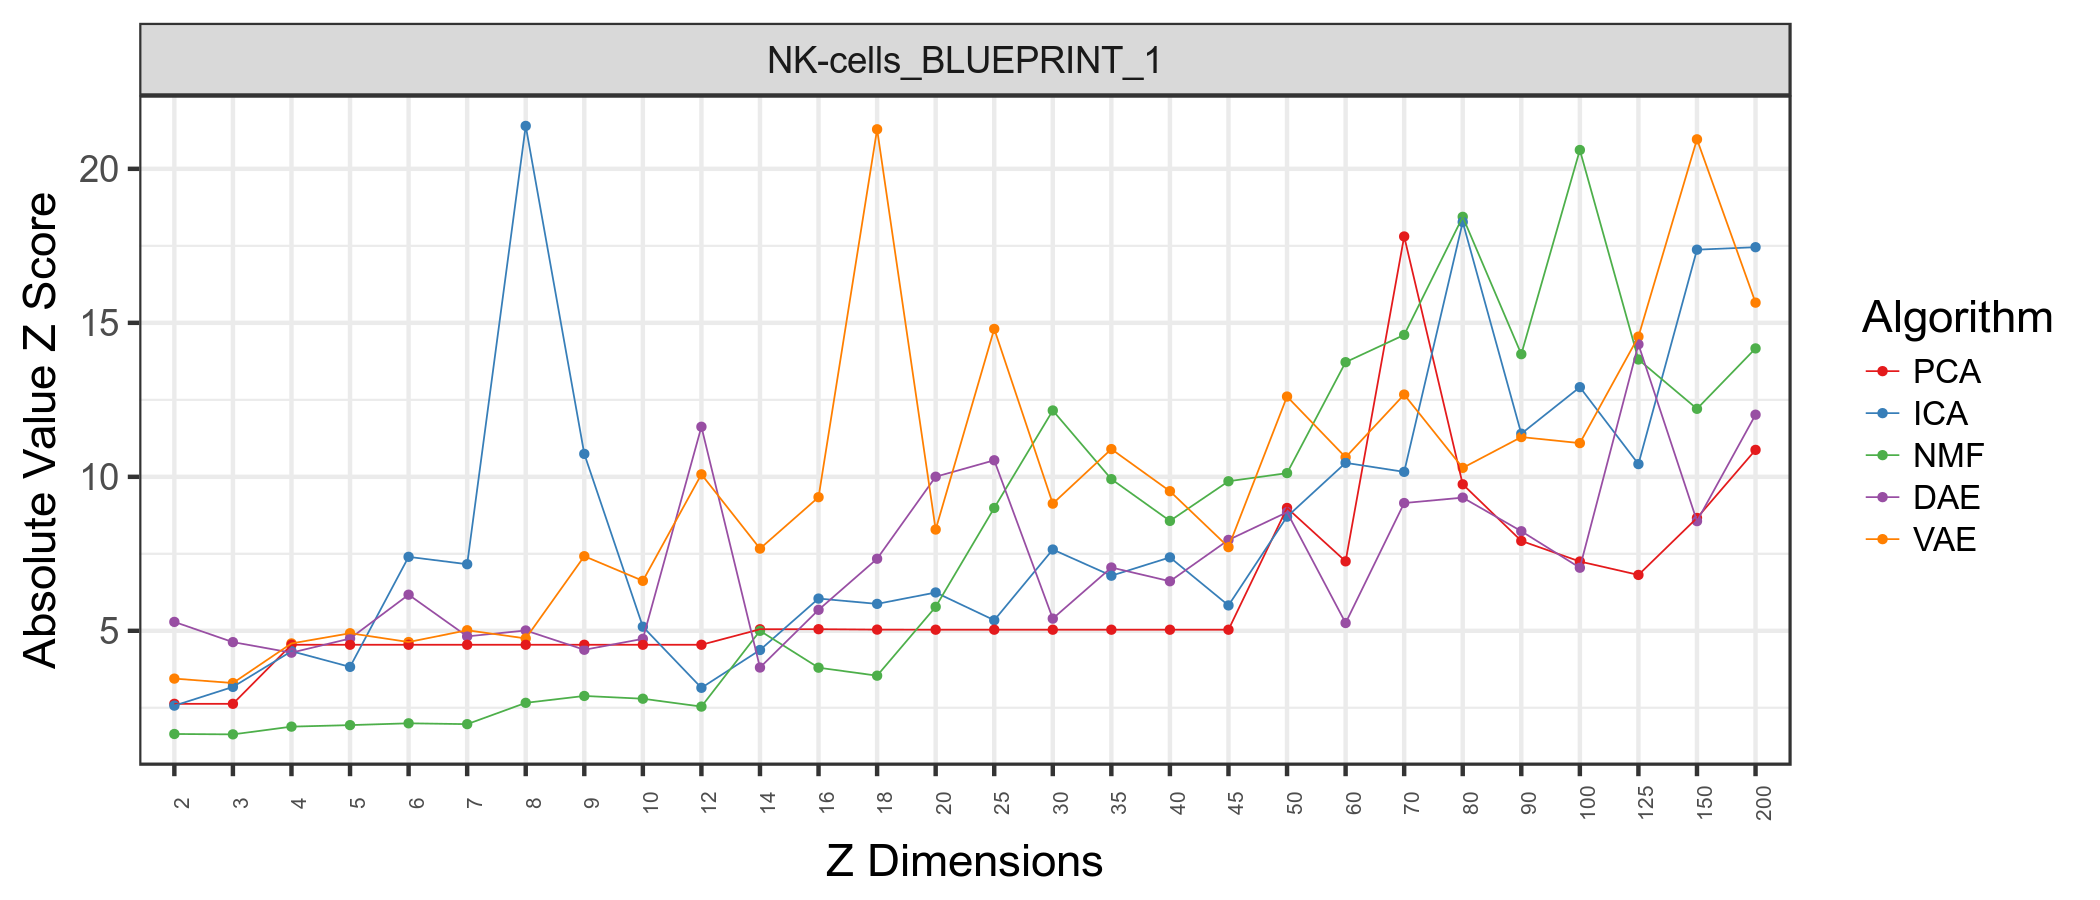 NK-cells_BLUEPRINT_1
Absolute Value Z Score
20
15
10
5
2 3 4 5 6 7 8 9 10 12 14 16 18 20 25 30 35 40 45 50 60 70 80 90 100 125 150 200
Z Dimensions
Algorithm
PCA
ICA
NMF
DAE
VAE